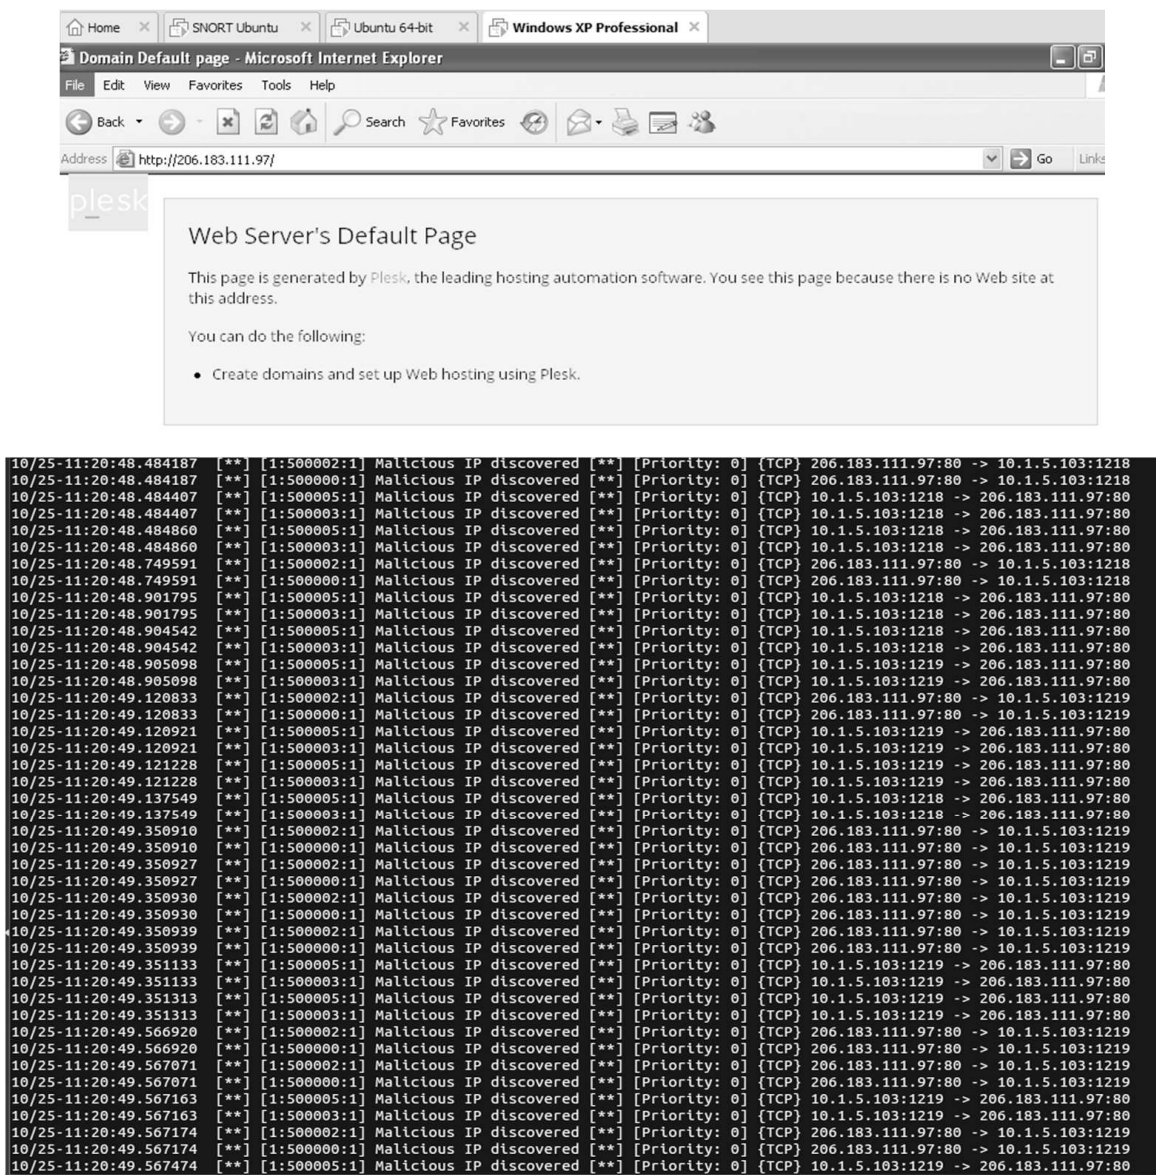 Home × SNORT Ubuntu × Ubuntu 64-bit × Windows XP Professional ×
Domain Default page - Microsoft Internet Explorer
File Edit View Favorites Tools Help
Back Search Favorites
Address http://206.183.111.97/ Go Links
plesk
Web Server's Default Page
This page is generated by Plesk, the leading hosting automation software. You see this page because there is no Web site at
this address.
You can do the following:
• Create domains and set up Web hosting using Plesk.
10/25-11:20:48.484187 [**] [1:500002:1] Malicious IP discovered [**] [Priority: 0] {TCP} 206.183.111.97:80 -> 10.1.5.103:1218
10/25-11:20:48.484187 [**] [1:500000:1] Malicious IP discovered [**] [Priority: 0] {TCP} 206.183.111.97:80 -> 10.1.5.103:1218
10/25-11:20:48.484407 [**] [1:500005:1] Malicious IP discovered [**] [Priority: 0] {TCP} 10.1.5.103:1218 -> 206.183.111.97:80
10/25-11:20:48.484407 [**] [1:500003:1] Malicious IP discovered [**] [Priority: 0] {TCP} 10.1.5.103:1218 -> 206.183.111.97:80
10/25-11:20:48.484860 [**] [1:500005:1] Malicious IP discovered [**] [Priority: 0] {TCP} 10.1.5.103:1218 -> 206.183.111.97:80
10/25-11:20:48.484860 [**] [1:500003:1] Malicious IP discovered [**] [Priority: 0] {TCP} 10.1.5.103:1218 -> 206.183.111.97:80
10/25-11:20:48.749591 [**] [1:500002:1] Malicious IP discovered [**] [Priority: 0] {TCP} 206.183.111.97:80 -> 10.1.5.103:1218
10/25-11:20:48.749591 [**] [1:500000:1] Malicious IP discovered [**] [Priority: 0] {TCP} 206.183.111.97:80 -> 10.1.5.103:1218
10/25-11:20:48.901795 [**] [1:500005:1] Malicious IP discovered [**] [Priority: 0] {TCP} 10.1.5.103:1218 -> 206.183.111.97:80
10/25-11:20:48.901795 [**] [1:500003:1] Malicious IP discovered [**] [Priority: 0] {TCP} 10.1.5.103:1218 -> 206.183.111.97:80
10/25-11:20:48.904542 [**] [1:500005:1] Malicious IP discovered [**] [Priority: 0] {TCP} 10.1.5.103:1218 -> 206.183.111.97:80
10/25-11:20:48.904542 [**] [1:500003:1] Malicious IP discovered [**] [Priority: 0] {TCP} 10.1.5.103:1218 -> 206.183.111.97:80
10/25-11:20:48.905098 [**] [1:500005:1] Malicious IP discovered [**] [Priority: 0] {TCP} 10.1.5.103:1219 -> 206.183.111.97:80
10/25-11:20:48.905098 [**] [1:500003:1] Malicious IP discovered [**] [Priority: 0] {TCP} 10.1.5.103:1219 -> 206.183.111.97:80
10/25-11:20:49.120833 [**] [1:500002:1] Malicious IP discovered [**] [Priority: 0] {TCP} 206.183.111.97:80 -> 10.1.5.103:1219
10/25-11:20:49.120833 [**] [1:500000:1] Malicious IP discovered [**] [Priority: 0] {TCP} 206.183.111.97:80 -> 10.1.5.103:1219
10/25-11:20:49.120921 [**] [1:500005:1] Malicious IP discovered [**] [Priority: 0] {TCP} 10.1.5.103:1219 -> 206.183.111.97:80
10/25-11:20:49.120921 [**] [1:500003:1] Malicious IP discovered [**] [Priority: 0] {TCP} 10.1.5.103:1219 -> 206.183.111.97:80
10/25-11:20:49.121228 [**] [1:500005:1] Malicious IP discovered [**] [Priority: 0] {TCP} 10.1.5.103:1219 -> 206.183.111.97:80
10/25-11:20:49.121228 [**] [1:500003:1] Malicious IP discovered [**] [Priority: 0] {TCP} 10.1.5.103:1219 -> 206.183.111.97:80
10/25-11:20:49.137549 [**] [1:500005:1] Malicious IP discovered [**] [Priority: 0] {TCP} 10.1.5.103:1218 -> 206.183.111.97:80
10/25-11:20:49.137549 [**] [1:500003:1] Malicious IP discovered [**] [Priority: 0] {TCP} 10.1.5.103:1218 -> 206.183.111.97:80
10/25-11:20:49.350910 [**] [1:500002:1] Malicious IP discovered [**] [Priority: 0] {TCP} 206.183.111.97:80 -> 10.1.5.103:1219
10/25-11:20:49.350910 [**] [1:500000:1] Malicious IP discovered [**] [Priority: 0] {TCP} 206.183.111.97:80 -> 10.1.5.103:1219
10/25-11:20:49.350927 [**] [1:500002:1] Malicious IP discovered [**] [Priority: 0] {TCP} 206.183.111.97:80 -> 10.1.5.103:1219
10/25-11:20:49.350927 [**] [1:500000:1] Malicious IP discovered [**] [Priority: 0] {TCP} 206.183.111.97:80 -> 10.1.5.103:1219
10/25-11:20:49.350930 [**] [1:500002:1] Malicious IP discovered [**] [Priority: 0] {TCP} 206.183.111.97:80 -> 10.1.5.103:1219
10/25-11:20:49.350930 [**] [1:500000:1] Malicious IP discovered [**] [Priority: 0] {TCP} 206.183.111.97:80 -> 10.1.5.103:1219
10/25-11:20:49.350939 [**] [1:500002:1] Malicious IP discovered [**] [Priority: 0] {TCP} 206.183.111.97:80 -> 10.1.5.103:1219
10/25-11:20:49.350939 [**] [1:500000:1] Malicious IP discovered [**] [Priority: 0] {TCP} 206.183.111.97:80 -> 10.1.5.103:1219
10/25-11:20:49.351133 [**] [1:500005:1] Malicious IP discovered [**] [Priority: 0] {TCP} 10.1.5.103:1219 -> 206.183.111.97:80
10/25-11:20:49.351133 [**] [1:500003:1] Malicious IP discovered [**] [Priority: 0] {TCP} 10.1.5.103:1219 -> 206.183.111.97:80
10/25-11:20:49.351313 [**] [1:500005:1] Malicious IP discovered [**] [Priority: 0] {TCP} 10.1.5.103:1219 -> 206.183.111.97:80
10/25-11:20:49.351313 [**] [1:500003:1] Malicious IP discovered [**] [Priority: 0] {TCP} 10.1.5.103:1219 -> 206.183.111.97:80
10/25-11:20:49.566920 [**] [1:500002:1] Malicious IP discovered [**] [Priority: 0] {TCP} 206.183.111.97:80 -> 10.1.5.103:1219
10/25-11:20:49.566920 [**] [1:500000:1] Malicious IP discovered [**] [Priority: 0] {TCP} 206.183.111.97:80 -> 10.1.5.103:1219
10/25-11:20:49.567071 [**] [1:500002:1] Malicious IP discovered [**] [Priority: 0] {TCP} 206.183.111.97:80 -> 10.1.5.103:1219
10/25-11:20:49.567071 [**] [1:500000:1] Malicious IP discovered [**] [Priority: 0] {TCP} 206.183.111.97:80 -> 10.1.5.103:1219
10/25-11:20:49.567163 [**] [1:500005:1] Malicious IP discovered [**] [Priority: 0] {TCP} 10.1.5.103:1219 -> 206.183.111.97:80
10/25-11:20:49.567163 [**] [1:500003:1] Malicious IP discovered [**] [Priority: 0] {TCP} 10.1.5.103:1219 -> 206.183.111.97:80
10/25-11:20:49.567174 [**] [1:500002:1] Malicious IP discovered [**] [Priority: 0] {TCP} 206.183.111.97:80 -> 10.1.5.103:1219
10/25-11:20:49.567174 [**] [1:500000:1] Malicious IP discovered [**] [Priority: 0] {TCP} 206.183.111.97:80 -> 10.1.5.103:1219
10/25-11:20:49.567474 [**] [1:500005:1] Malicious IP discovered [**] [Priority: 0] {TCP} 10.1.5.103:1219 -> 206.183.111.97:80